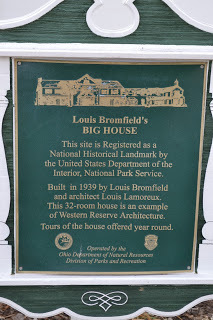 Louis Bromfield's
BIG HOUSE
This site is Registered as a
National Historical Landmark by
the United States Department of the
Interior, National Park Service.
Built in 1939 by Louis Bromfield
and architect Louis Lamoreux.
This 32-room house is an example
of Western Reserve Architecture.
Tours of the house offered year round.
Operated by the
Ohio Department of Natural Resources
Division of Parks and Recreation